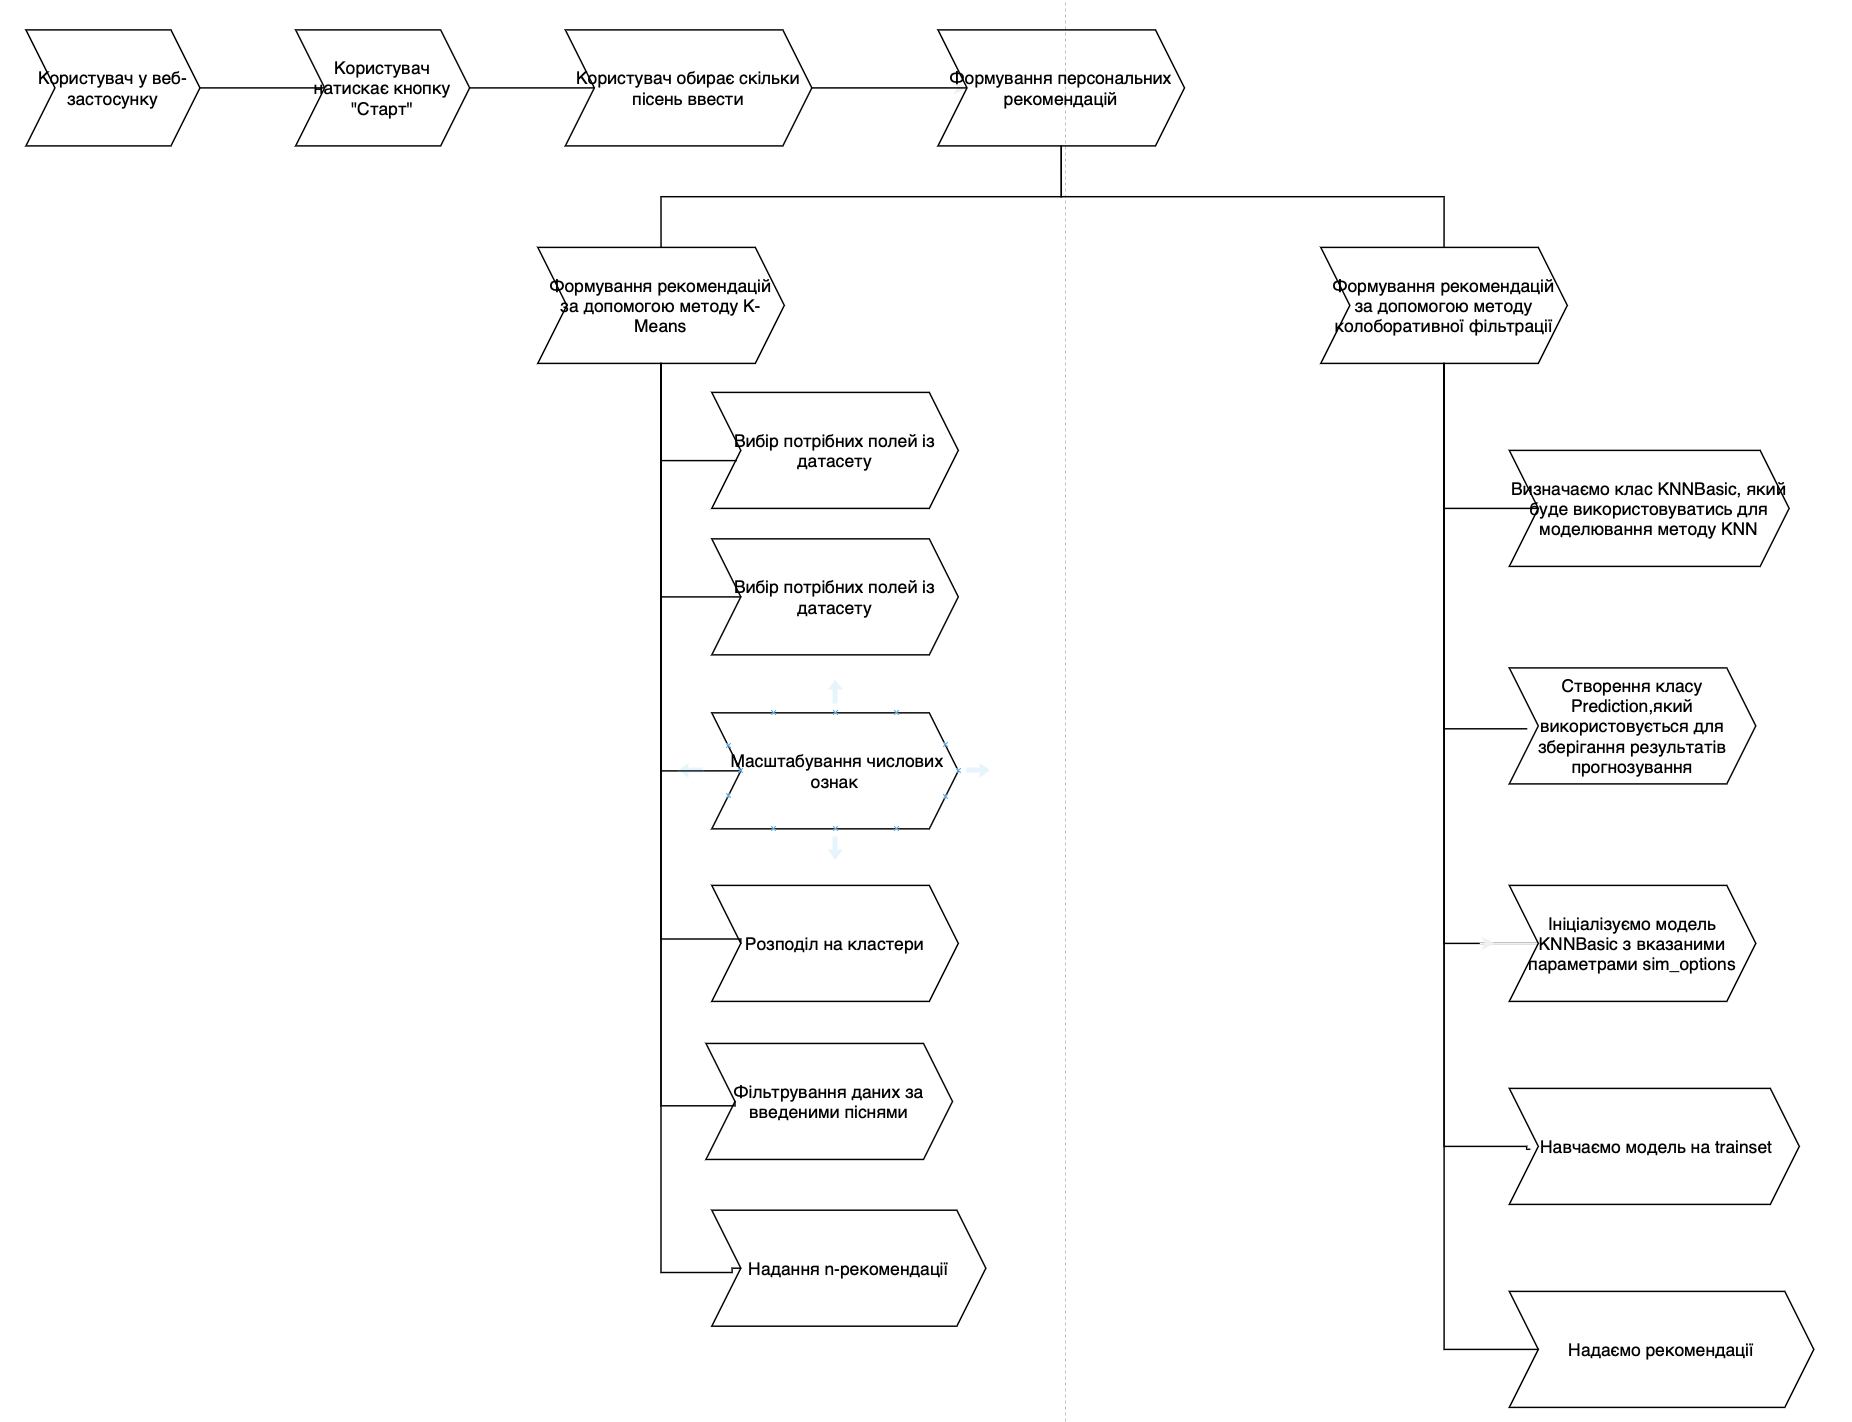 Користувач у веб-
застосунку
Користувач
натискає кнопку
"Старт"
Користувач обирає скільки
пісень ввести
Формування персональних
рекомендацій
Формування рекомендацій
за допомогою методу K-
Means
Формування рекомендацій
за допомогою методу
колоборативної фільтрації
Вибір потрібних полей із
датасету
Вибір потрібних полей із
датасету
Масштабування числових
ознак
Розподіл на кластери
Фільтрування даних за
введеними піснями
Надання n-рекомендації
Визначаємо клас KNNBasic, який
буде використовуватись для
моделювання методу KNN
Створення класу
Prediction,який
використовується для
зберігання результатів
прогнозування
Ініціалізуємо модель
KNNBasic з вказаними
параметрами sim_options
Навчаємо модель на trainset
Надаємо рекомендації